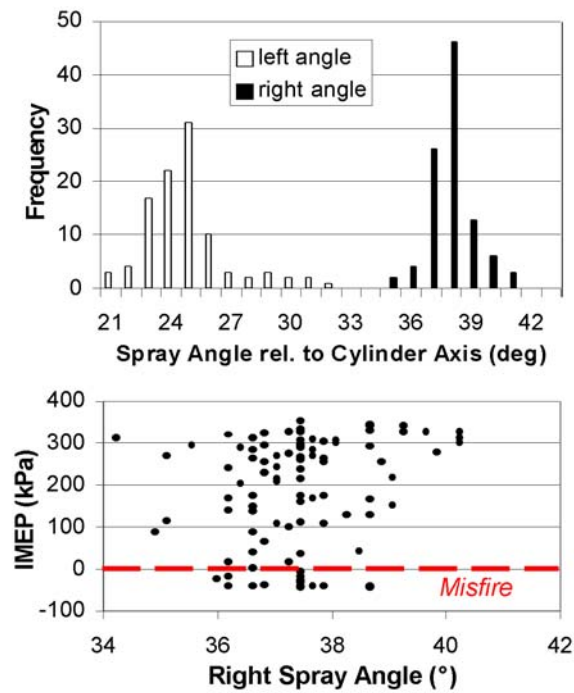 50
40
30
20
10
0
Frequency
left angle
right angle
21 24 27 30 33 36 39 42
Spray Angle rel. to Cylinder Axis (deg)
400
300
200
100
0
-100
IMEP (kPa)
Misfire
34 36 38 40 42
Right Spray Angle (°)